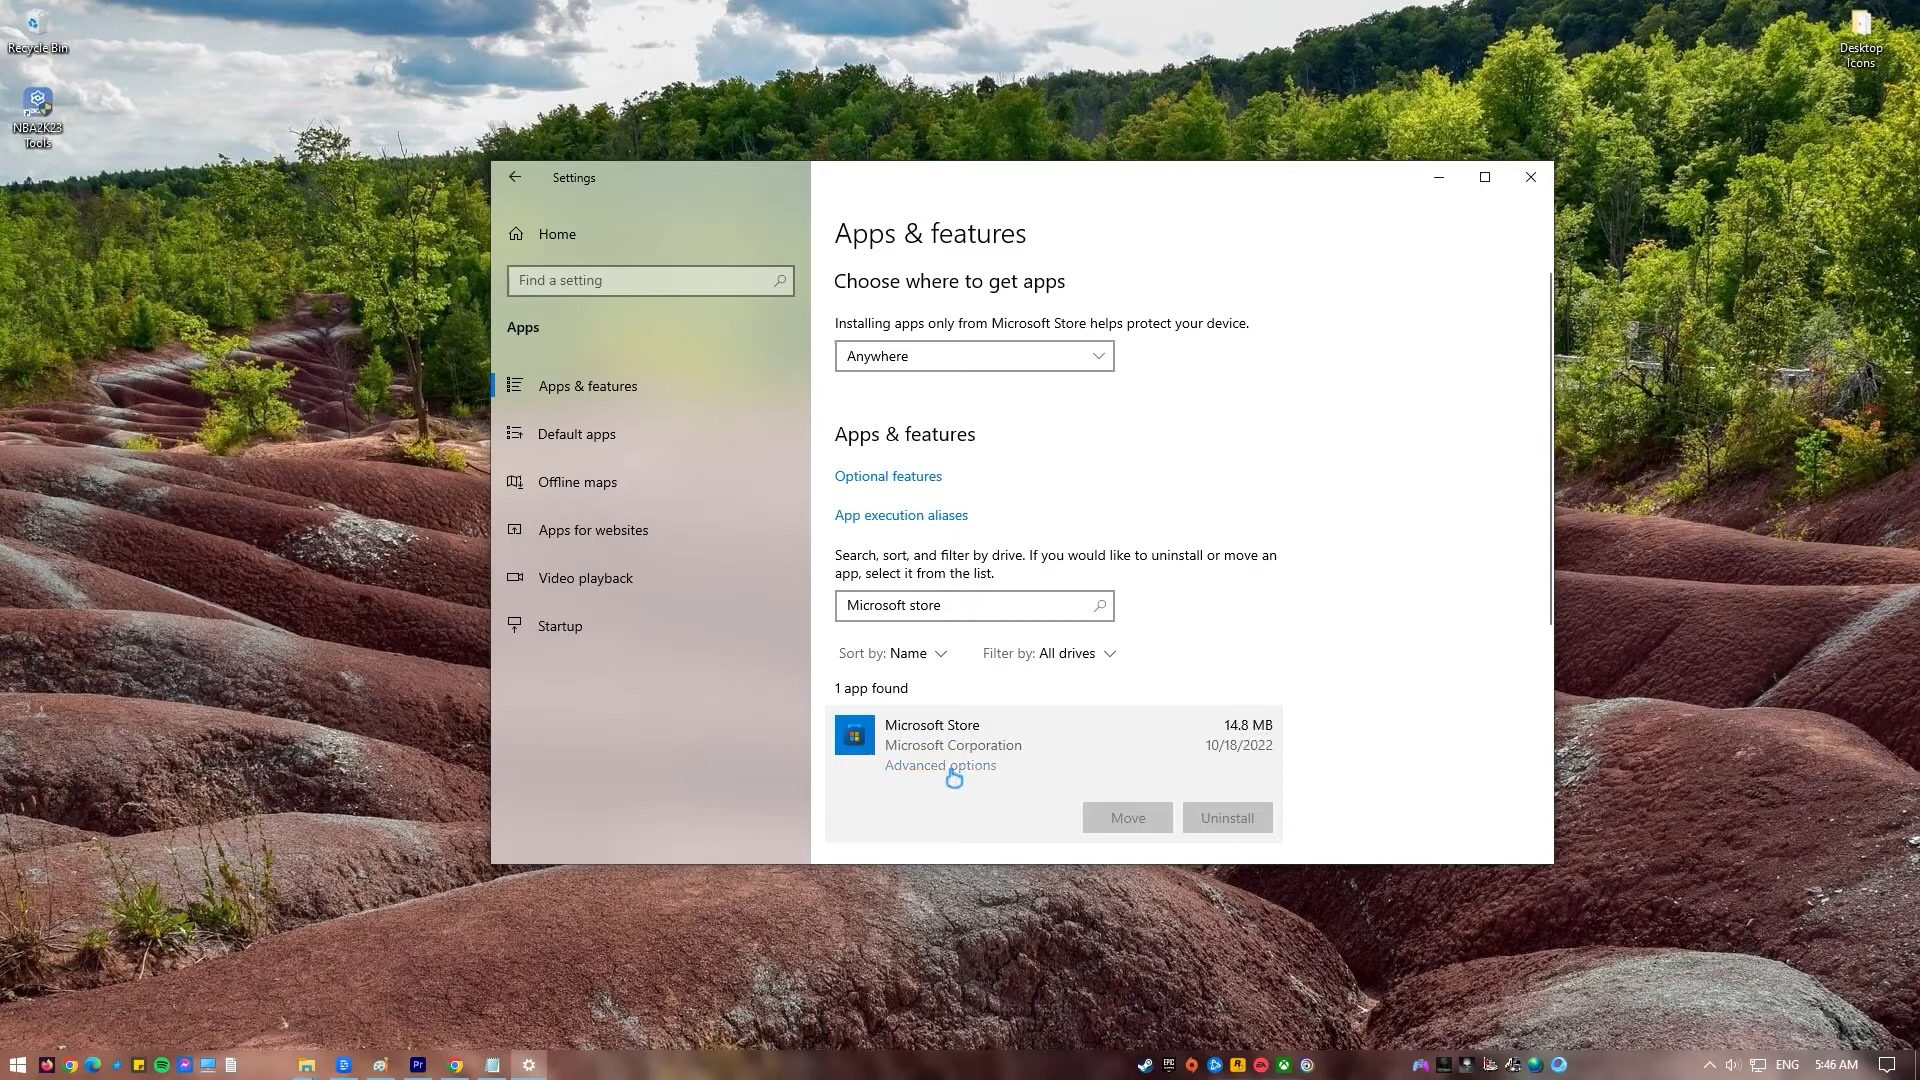 Recycle Bin
NBA2K23
Tools
Desktop
Icons
Settings
Home
Find a setting
Apps
Apps & features
Default apps
Offline maps
Apps for websites
Video playback
Startup
Apps & features
Choose where to get apps
Installing apps only from Microsoft Store helps protect your device.
Anywhere
Apps & features
Optional features
App execution aliases
Search, sort, and filter by drive. If you would like to uninstall or move an
app, select it from the list.
Microsoft store
Sort by: Name
Filter by: All drives
1 app found
Microsoft Store
14.8 MB
Microsoft Corporation
10/18/2022
Advanced options
Move
Uninstall
Pr
EPIC
R
EA
ENG
5:46 AM